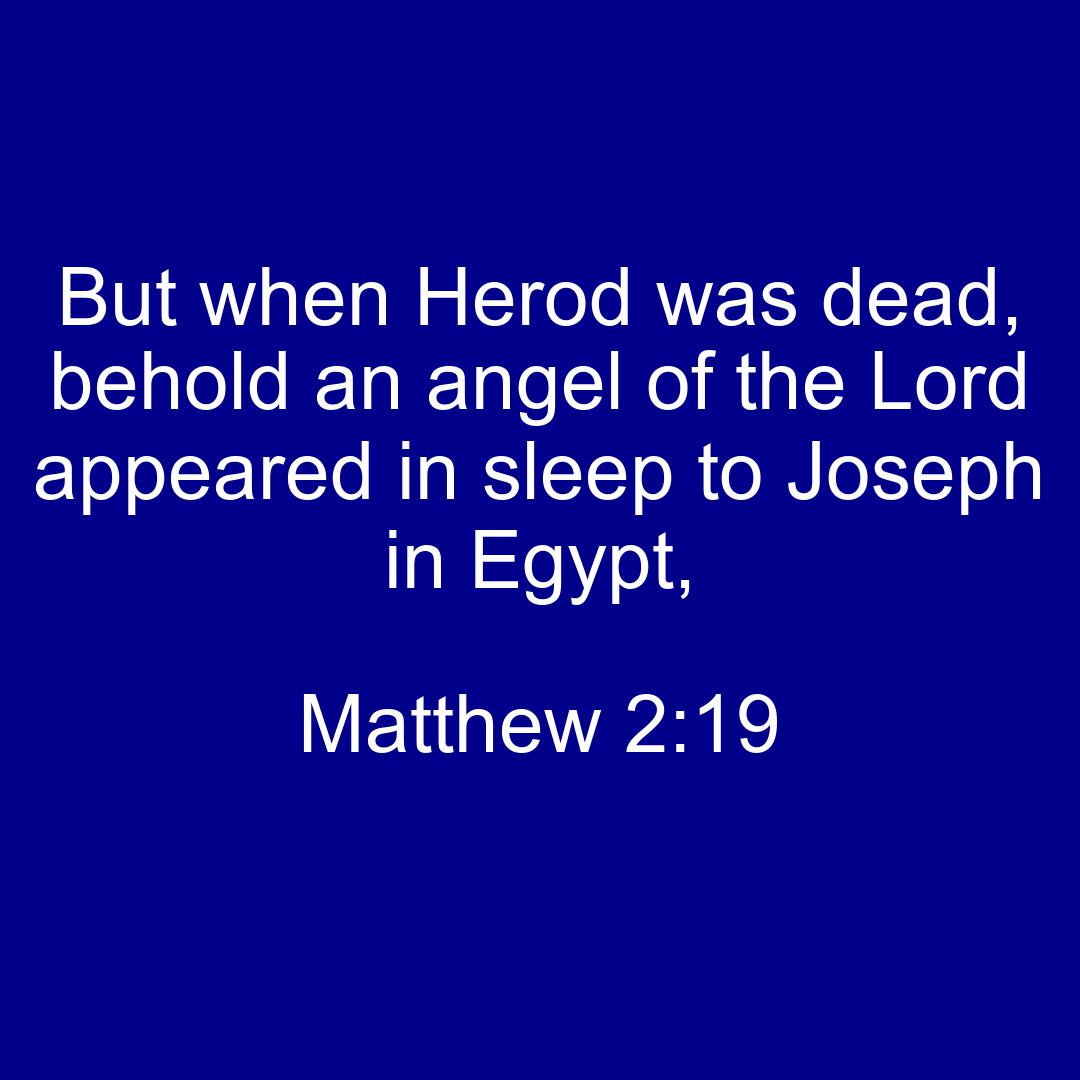 But when Herod was dead,
behold an angel of the Lord
appeared in sleep to Joseph
in Egypt,
Matthew 2:19